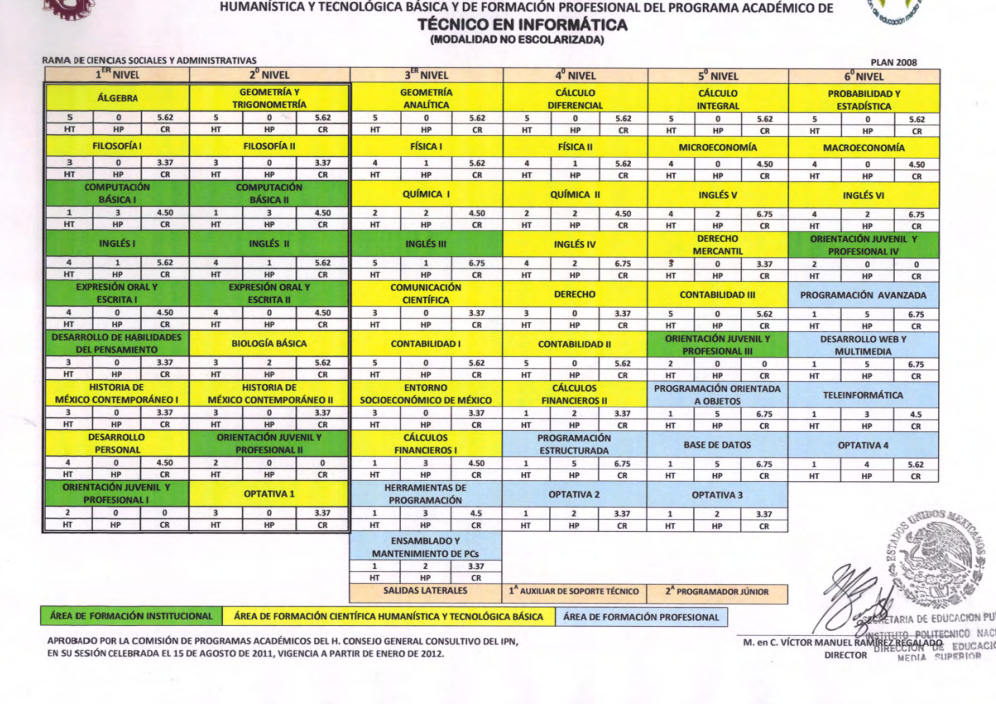 HUMANÍSTICA Y TECNOLÓGICA BÁSICA Y DE FORMACIÓN PROFESIONAL DEL PROGRAMA ACADÉMICO DE
TÉCNICO EN INFORMÁTICA
(MODALIDAD NO ESCOLARIZADA)
RAMA DE CIENCIAS SOCIALES Y ADMINISTRATIVAS PLAN 2008
1ER NIVEL 2º NIVEL 3ER NIVEL 4º NIVEL 5º NIVEL 6º NIVEL
ÁLGEBRA GEOMETRÍA Y TRIGONOMETRÍA GEOMETRÍA ANALÍTICA CÁLCULO DIFERENCIAL CÁLCULO INTEGRAL PROBABILIDAD Y ESTADÍSTICA
5 0 5.62 5 0 5.62 5 0 5.62 5 0 5.62 5 0 5.62 5 0 5.62
HT HP CR HT HP CR HT HP CR HT HP CR HT HP CR HT HP CR
FILOSOFÍA I FILOSOFÍA II FÍSICA I FÍSICA II MICROECONOMÍA MACROECONOMÍA
3 0 3.37 3 0 3.37 4 1 5.62 4 1 5.62 4 0 4.50 4 0 4.50
HT HP CR HT HP CR HT HP CR HT HP CR HT HP CR HT HP CR
COMPUTACIÓN BÁSICA I COMPUTACIÓN BÁSICA II QUÍMICA I QUÍMICA II INGLÉS V INGLÉS VI
1 3 4.50 1 3 4.50 2 2 4.50 2 2 4.50 4 2 6.75 4 2 6.75
HT HP CR HT HP CR HT HP CR HT HP CR HT HP CR HT HP CR
INGLÉS I INGLÉS II INGLÉS III INGLÉS IV DERECHO MERCANTIL ORIENTACIÓN JUVENIL Y PROFESIONAL IV
4 1 5.62 4 1 5.62 5 1 6.75 4 2 6.75 3 0 3.37 2 0 0
HT HP CR HT HP CR HT HP CR HT HP CR HT HP CR HT HP CR
EXPRESIÓN ORAL Y ESCRITA I EXPRESIÓN ORAL Y ESCRITA II COMUNICACIÓN CIENTÍFICA DERECHO CONTABILIDAD III PROGRAMACIÓN AVANZADA
4 0 4.50 4 0 4.50 3 0 3.37 3 0 3.37 5 0 5.62 1 5 6.75
HT HP CR HT HP CR HT HP CR HT HP CR HT HP CR HT HP CR
DESARROLLO DE HABILIDADES DEL PENSAMIENTO BIOLOGÍA BÁSICA CONTABILIDAD I CONTABILIDAD II ORIENTACIÓN JUVENIL Y PROFESIONAL III DESARROLLO WEB Y MULTIMEDIA
3 0 3.37 3 2 5.62 5 0 5.62 5 0 5.62 2 0 0 1 5 6.75
HT HP CR HT HP CR HT HP CR HT HP CR HT HP CR HT HP CR
HISTORIA DE MÉXICO CONTEMPORÁNEO I HISTORIA DE MÉXICO CONTEMPORÁNEO II ENTORNO SOCIOECONÓMICO DE MÉXICO CÁLCULOS FINANCIEROS II PROGRAMACIÓN ORIENTADA A OBJETOS TELEINFORMÁTICA
3 0 3.37 3 0 3.37 3 0 3.37 1 2 3.37 1 5 6.75 1 3 4.5
HT HP CR HT HP CR HT HP CR HT HP CR HT HP CR HT HP CR
DESARROLLO PERSONAL ORIENTACIÓN JUVENIL Y PROFESIONAL II CÁLCULOS FINANCIEROS I PROGRAMACIÓN ESTRUCTURADA BASE DE DATOS OPTATIVA 4
4 0 4.50 2 0 0 1 3 4.50 1 5 6.75 1 5 6.75 1 4 5.62
HT HP CR HT HP CR HT HP CR HT HP CR HT HP CR HT HP CR
ORIENTACIÓN JUVENIL Y PROFESIONAL I OPTATIVA 1 HERRAMIENTAS DE PROGRAMACIÓN OPTATIVA 2 OPTATIVA 3
2 0 0 3 0 3.37 1 3 4.5 1 2 3.37 1 2 3.37
HT HP CR HT HP CR HT HP CR HT HP CR HT HP CR
ENSAMBLADO Y MANTENIMIENTO DE PCs
1 2 3.37
HT HP CR
SALIDAS LATERALES 1A AUXILIAR DE SOPORTE TÉCNICO 2A PROGRAMADOR JÚNIOR
ÁREA DE FORMACIÓN INSTITUCIONAL ÁREA DE FORMACIÓN CIENTÍFICA HUMANÍSTICA Y TECNOLÓGICA BÁSICA ÁREA DE FORMACIÓN PROFESIONAL
APROBADO POR LA COMISIÓN DE PROGRAMAS ACADÉMICOS DEL H. CONSEJO GENERAL CONSULTIVO DEL IPN,
EN SU SESIÓN CELEBRADA EL 15 DE AGOSTO DE 2011, VIGENCIA A PARTIR DE ENERO DE 2012.
M. en C. VÍCTOR MANUEL RAMÍREZ REGALADO
DIRECTOR
ESTADOS UNIDOS MEXICANOS
DE EDUCACION
INSTITUTO POLITECNICO
DIRECCION DE
MEDIA SUPERIOR